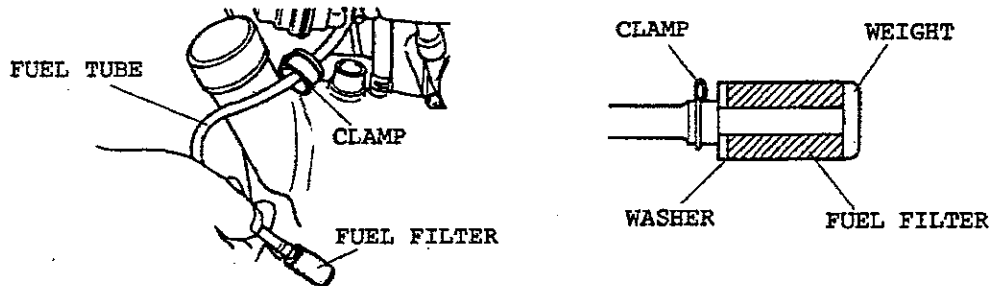 FUEL TUBE
CLAMP
FUEL FILTER
CLAMP
WEIGHT
WASHER
FUEL FILTER